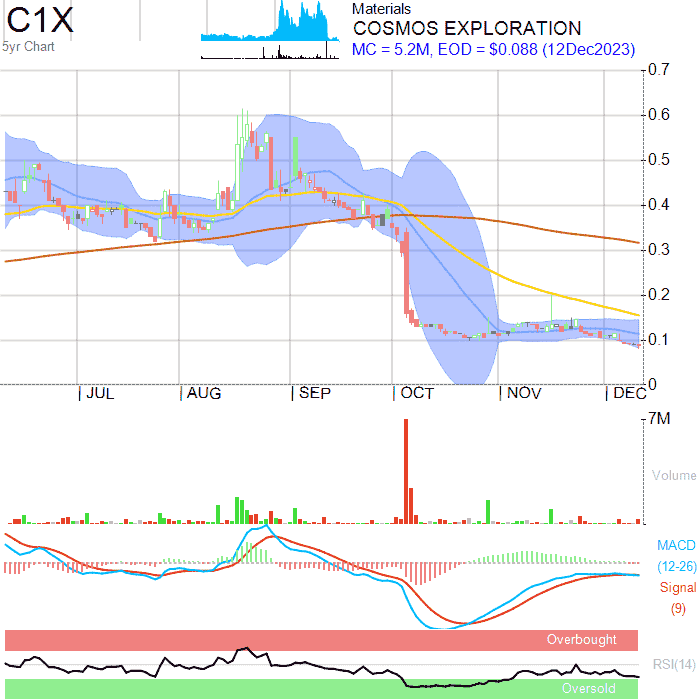 C1X
5yr Chart
Materials
COSMOS EXPLORATION
MC = 5.2M, EOD = $0.088 (12Dec2023)
0.7
0.6
0.5
0.4
0.3
0.2
0.1
0
JUL AUG SEP OCT NOV DEC
7M
Volume
MACD
(12-26)
Signal
(9)
Overbought
RSI(14)
Oversold